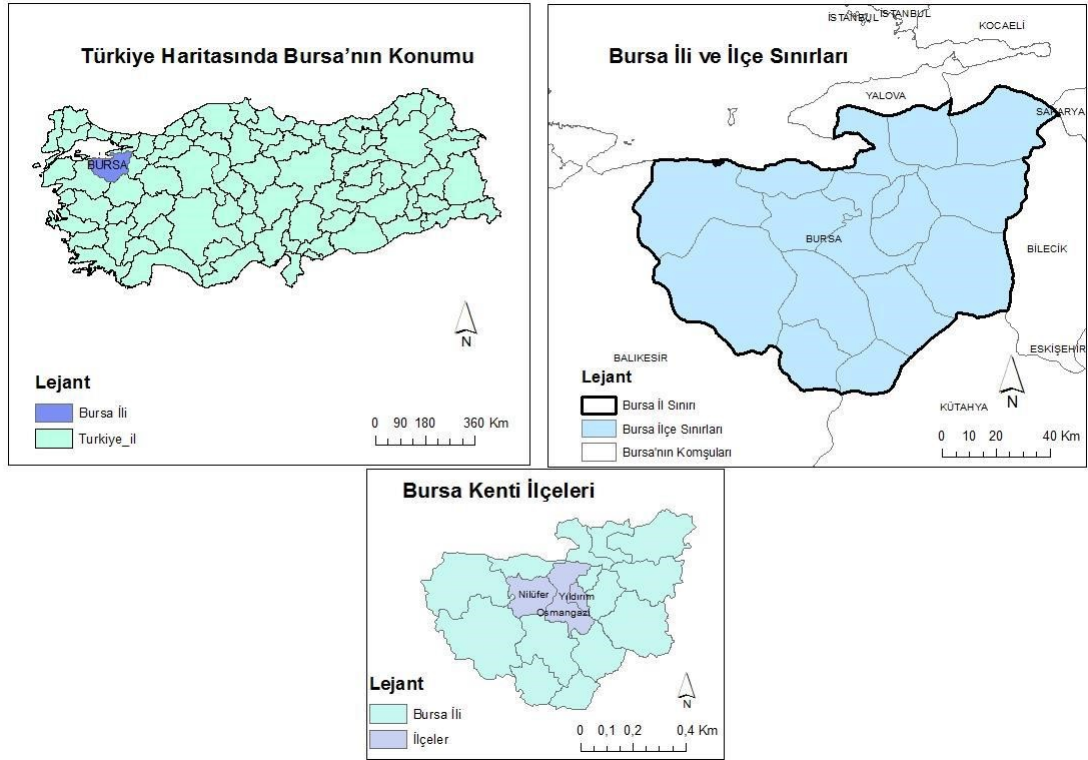 Türkiye Haritasında Bursa'nın Konumu
BURSA
N
Lejant
Bursa İli
Turkiye_il
0 90 180 360 Km
Bursa İli ve İlçe Sınırları
İSTANBUL
İSTANBUL
KOCAELİ
YALOVA
SAKARYA
BURSA
BİLECİK
BALIKESİR
ESKİŞEHİR
KÜTAHYA
N
Lejant
Bursa İl Sınırı
Bursa İlçe Sınırları
Bursa'nın Komşuları
0 10 20 40 Km
Bursa Kenti İlçeleri
Nilüfer
Yıldırım
Osmangazi
N
Lejant
Bursa İli
İlçeler
0 0,1 0,2 0,4 Km